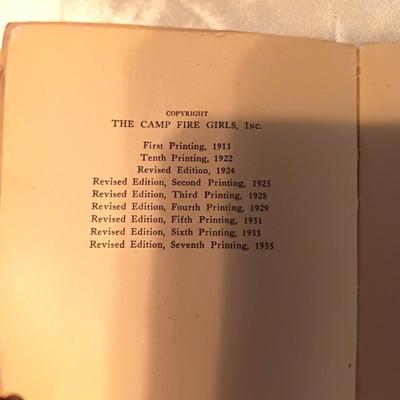 COPYRIGHT
THE CAMP FIRE GIRLS, INC.
First Printing, 1913
Tenth Printing, 1922
Revised Edition, 1924
Revised Edition, Second Printing, 1925
Revised Edition, Third Printing, 1928
Revised Edition, Fourth Printing, 1929
Revised Edition, Fifth Printing, 1931
Revised Edition, Sixth Printing, 1933
Revised Edition, Seventh Printing, 1935